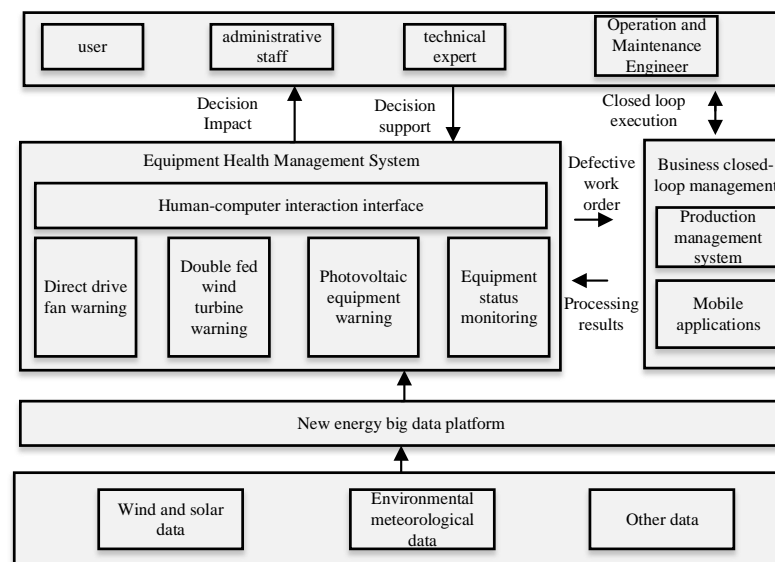 user
administrative
staff
technical
expert
Operation and
Maintenance
Engineer
Decision
Impact
Decision
support
Closed loop
execution
Equipment Health Management System
Human-computer interaction interface
Direct drive
fan warning
Double fed
wind
turbine
warning
Photovoltaic
equipment
warning
Equipment
status
monitoring
Defective
work
order
Processing
results
Business closed-
loop management
Production
management
system
Mobile
applications
New energy big data platform
Wind and solar
data
Environmental
meteorological
data
Other data